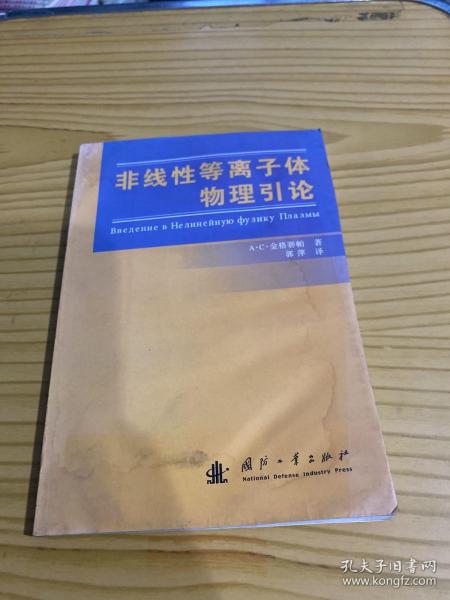 非线性等离子体
物理引论
Введение в Нелинейную физику Плазмы
А·С·金格赛帕 著
郭萍 译
国防工业出版社
National Defense Industry Press
孔夫子旧书网
www.kongfz.com